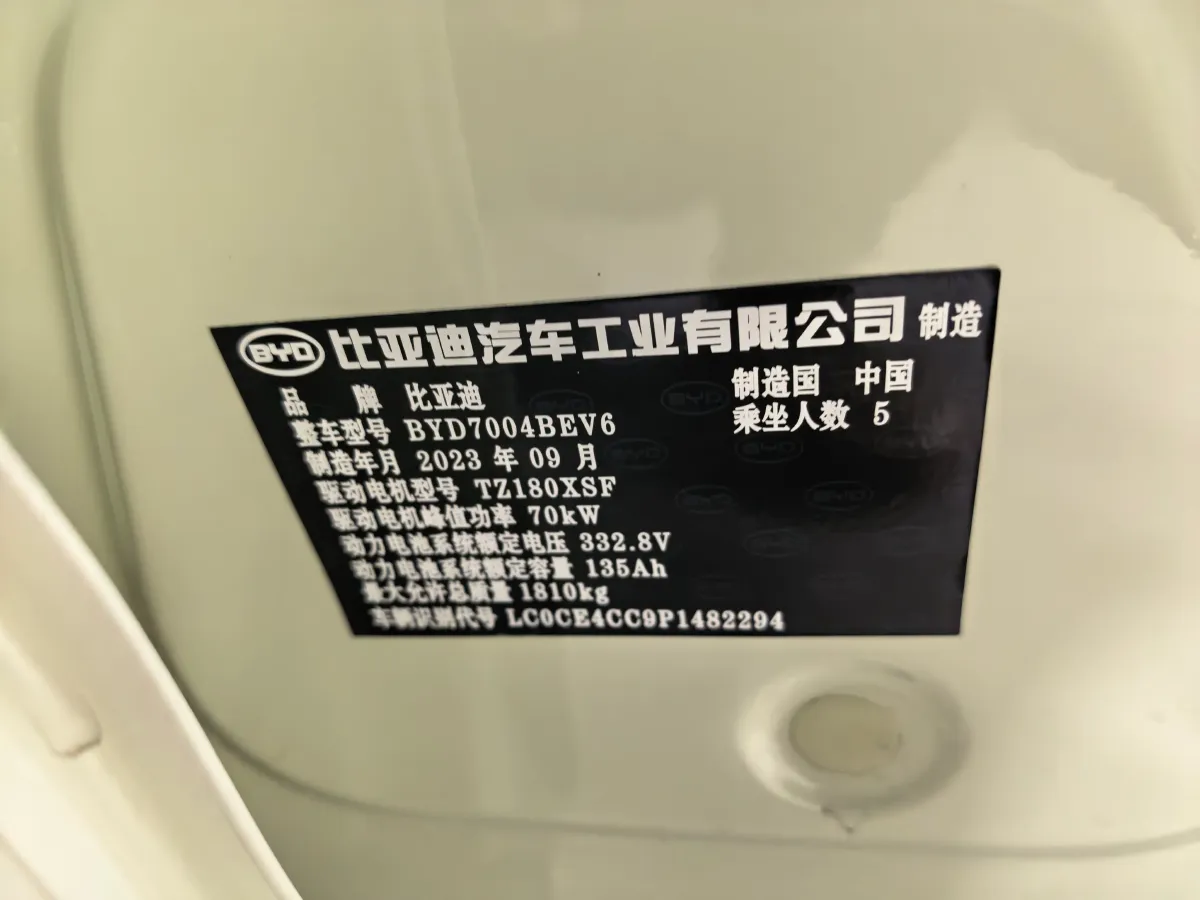 BYD 比亚迪汽车工业有限公司 制造
品 牌 比亚迪 制造国 中国
整车型号 BYD7004BEV6 乘坐人数 5
制造年月 2023 年 09 月
驱动电机型号 TZ180XSF
驱动电机峰值功率 70kW
动力电池系统额定电压 332.8V
动力电池系统额定容量 135Ah
最大允许总质量 1810kg
车辆识别代号 LC0CE4CC9P1482294